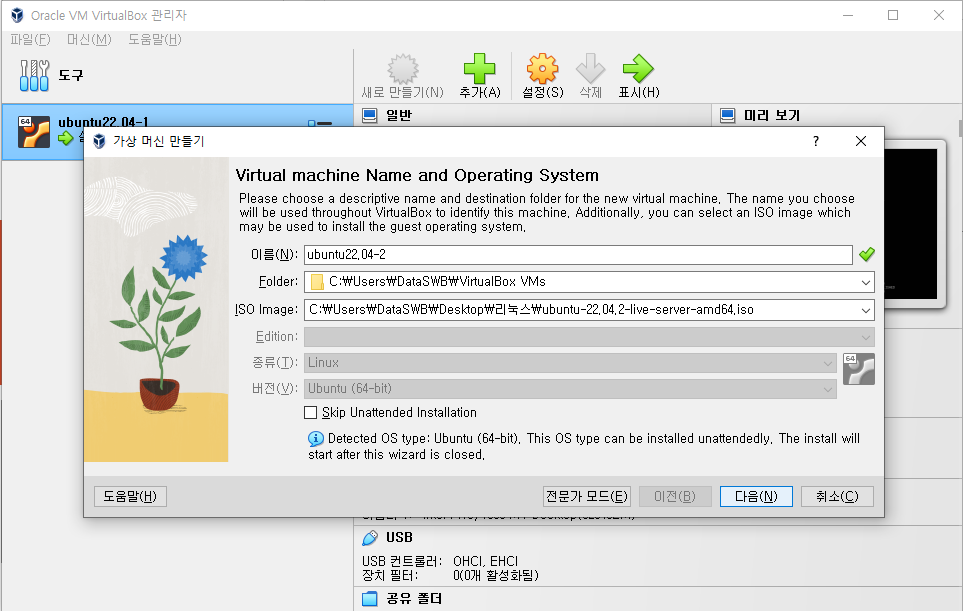 Oracle VM VirtualBox 관리자
파일(F) 머신(M) 도움말(H)
도구
새로 만들기(N) 추가(A) 설정(S) 삭제 표시(H)
64
ubuntu22.04-1
일반
미리 보기
가상 머신 만들기
Virtual machine Name and Operating System
Please choose a descriptive name and destination folder for the new virtual machine. The name you choose
will be used throughout VirtualBox to identify this machine. Additionally, you can select an ISO image which
may be used to install the guest operating system.
이름(N): ubuntu22.04-2
Folder: C:₩Users₩DataSWB₩VirtualBox VMs
ISO Image: C:₩Users₩DataSWB₩Desktop₩리눅스₩ubuntu-22.04.2-live-server-amd64.iso
Edition:
종류(T): Linux
64
버전(V): Ubuntu (64-bit)
Skip Unattended Installation
Detected OS type: Ubuntu (64-bit). This OS type can be installed unattendedly. The install will
start after this wizard is closed.
도움말(H) 전문가 모드(E) 이전(B) 다음(N) 취소(C)
USB
USB 컨트롤러: OHCI, EHCI
장치 필터: 0(0개 활성화됨)
공유 폴더